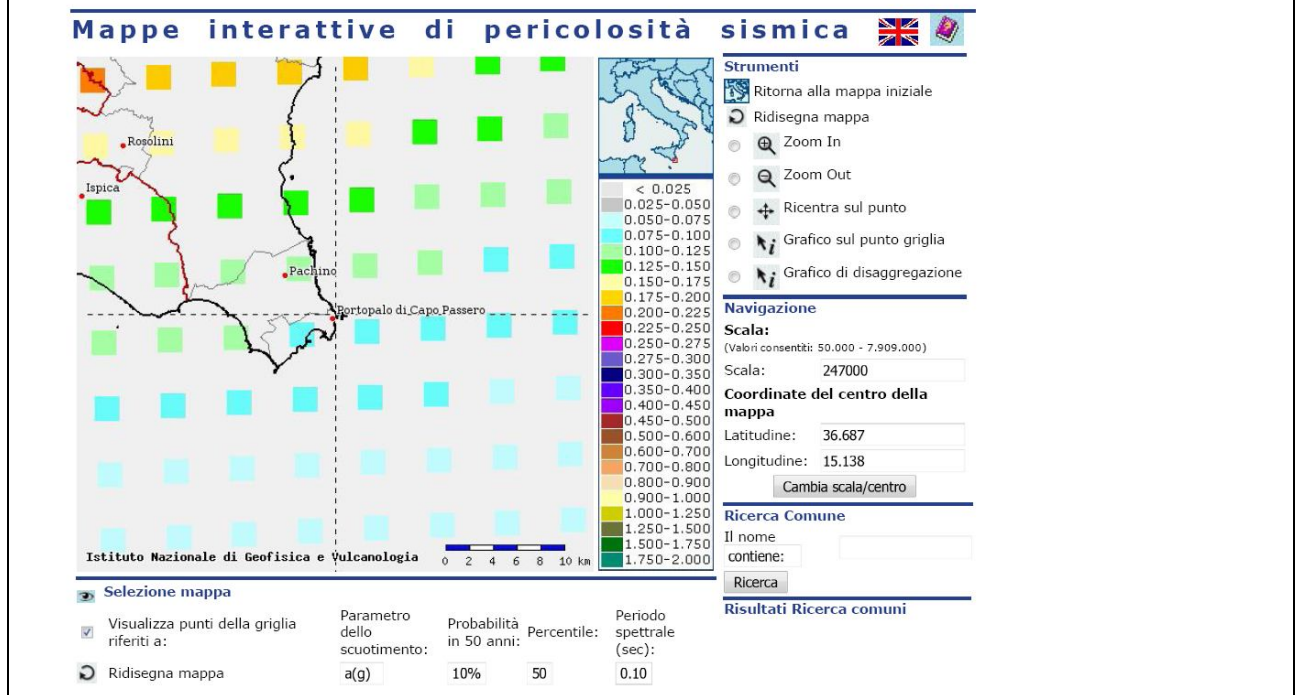 Mappe interattive di pericolosità sismica
Rosolini
Ispica
Pachino
Portopalo di Capo Passero
Istituto Nazionale di Geofisica e Vulcanologia
0 2 4 6 8 10 km
< 0.025
0.025-0.050
0.050-0.075
0.075-0.100
0.100-0.125
0.125-0.150
0.150-0.175
0.175-0.200
0.200-0.225
0.225-0.250
0.250-0.275
0.275-0.300
0.300-0.350
0.350-0.400
0.400-0.450
0.450-0.500
0.500-0.600
0.600-0.700
0.700-0.800
0.800-0.900
0.900-1.000
1.000-1.250
1.250-1.500
1.500-1.750
1.750-2.000
Strumenti
Ritorna alla mappa iniziale
Ridisegna mappa
Zoom In
Zoom Out
Ricentra sul punto
Grafico sul punto griglia
Grafico di disaggregazione
Navigazione
Scala:
(Valori consentiti: 50.000 - 7.909.000)
Scala: 247000
Coordinate del centro della
mappa
Latitudine: 36.687
Longitudine: 15.138
Cambia scala/centro
Ricerca Comune
Il nome
contiene:
Ricerca
Risultati Ricerca comuni
Selezione mappa
Visualizza punti della griglia
riferiti a:
Parametro
dello
scuotimento:
Probabilità
in 50 anni:
Percentile:
Periodo
spettrale
(sec):
Ridisegna mappa
a(g) 10% 50 0.10